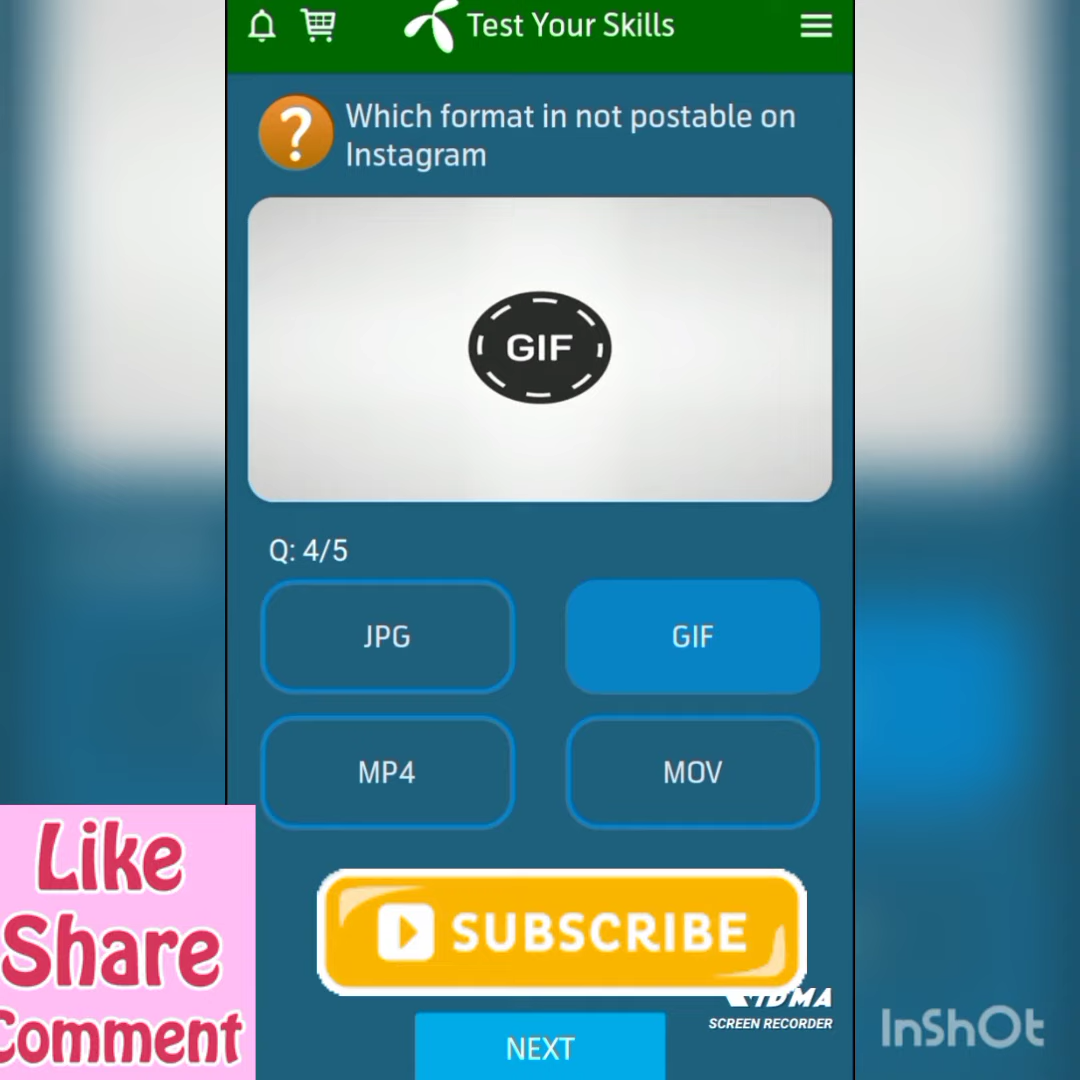 Test Your Skills
?
Which format in not postable on
Instagram
GIF
Q: 4/5
JPG
GIF
MP4
MOV
Like
Share
Comment
SUBSCRIBE
SCREEN RECORDER
NEXT
InShOt